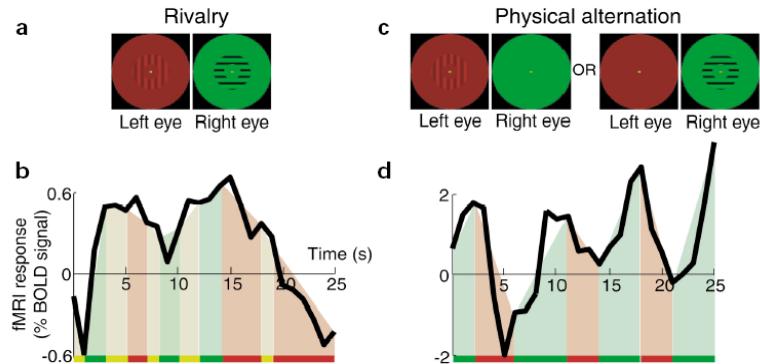 a Rivalry
Left eye Right eye
c Physical alternation
OR
Left eye Right eye Left eye Right eye
b
fMRI response
(% BOLD signal)
0.6
0
-0.6
5 10 15 20 25
Time (s)
d
2
0
-2
5 10 15 20 25